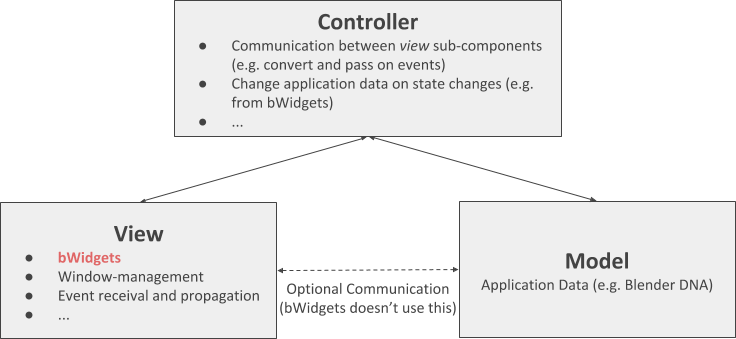 Controller
● Communication between view sub-components
(e.g. convert and pass on events)
● Change application data on state changes (e.g.
from bWidgets)
● ...
View
● bWidgets
● Window-management
● Event receival and propagation
● ...
Optional Communication
(bWidgets doesn't use this)
Model
Application Data (e.g. Blender DNA)